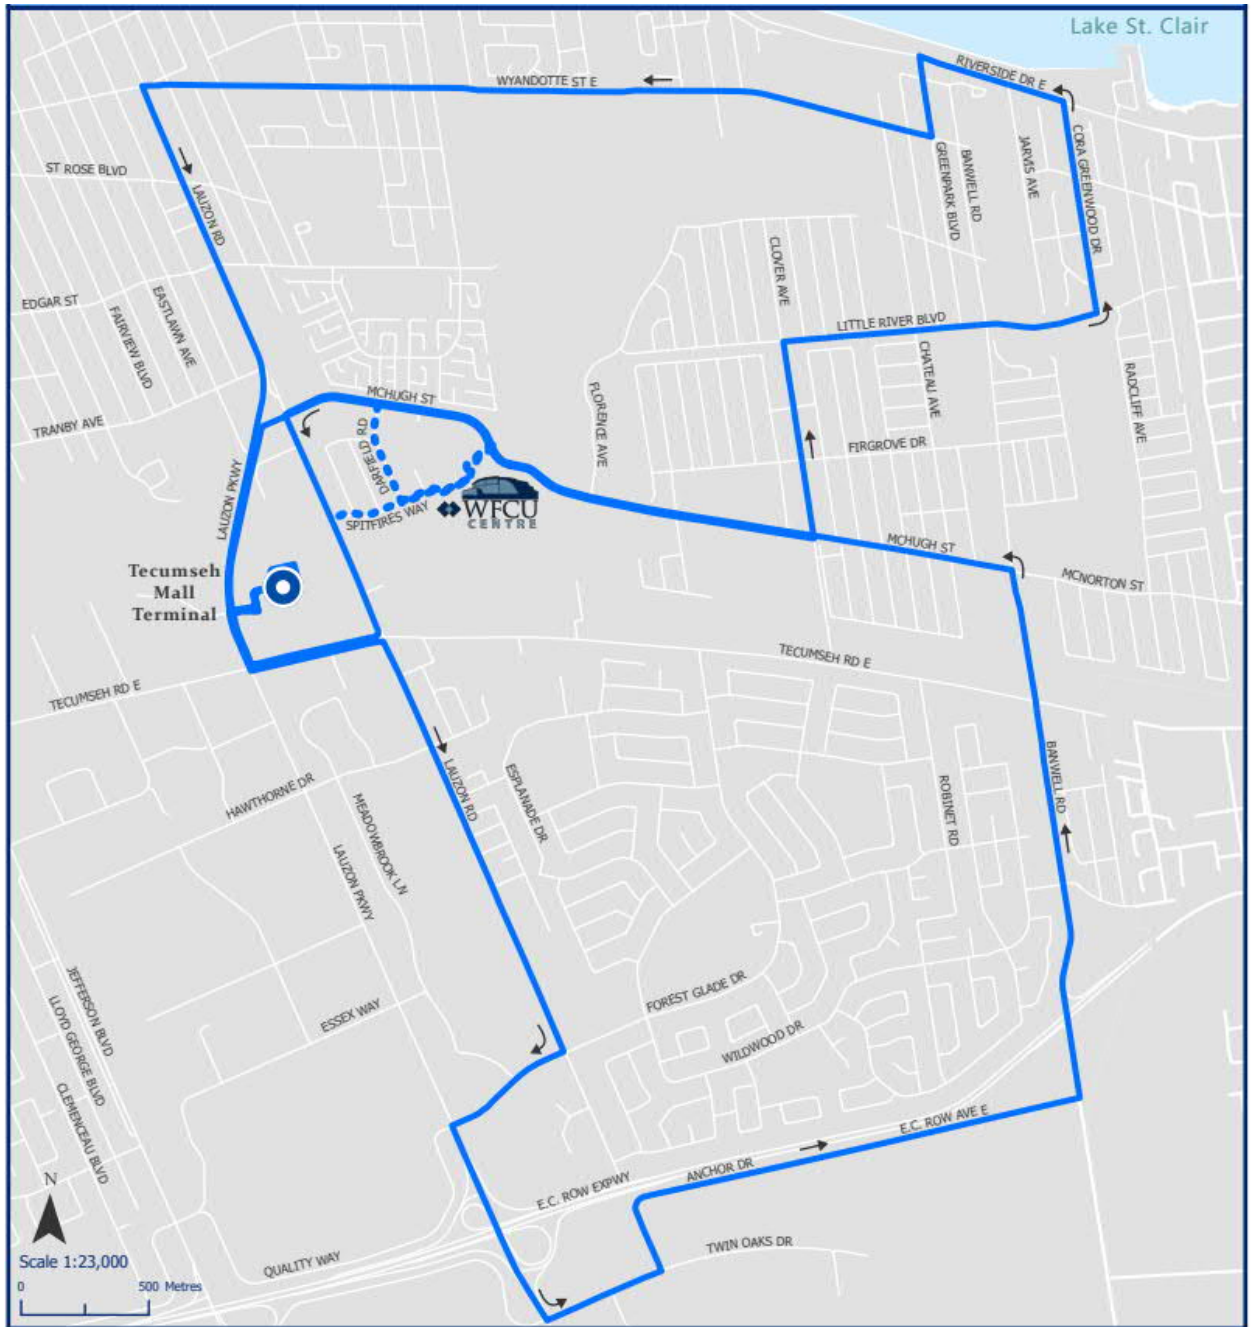 Lake St. Clair
RIVERSIDE DR E
WYANDOTTE ST E
CORA GREENWOOD DR
JARVIS AVE
BANWELL RD
GREENPARK BLVD
ST ROSE BLVD
LAUZON RD
CLOVER AVE
EDGAR ST
EASTLAWN AVE
FAIRVIEW BLVD
LITTLE RIVER BLVD
CHATEAU AVE
RADCLIFF AVE
MCHUGH ST
FLORENCE AVE
TRANBY AVE
DARFIELD RD
FIRGROVE DR
LAUZON PKWY
SPITFIRES WAY
WFCU
CENTRE
MCHUGH ST
MCNORTON ST
Tecumseh
Mall
Terminal
TECUMSEH RD E
TECUMSEH RD E
LAUZON RD
ESPLANADE DR
BANWELL RD
ROBINET RD
HAWTHORNE DR
MEADOWBROOK LN
LAUZON PKWY
JEFFERSON BLVD
LLOYD GEORGE BLVD
CLEMENCEAU BLVD
ESSEX WAY
FOREST GLADE DR
WILDWOOD DR
E.C. ROW AVE E
ANCHOR DR
E.C. ROW EXPWY
TWIN OAKS DR
QUALITY WAY
N
Scale 1:23,000
0 500 Metres